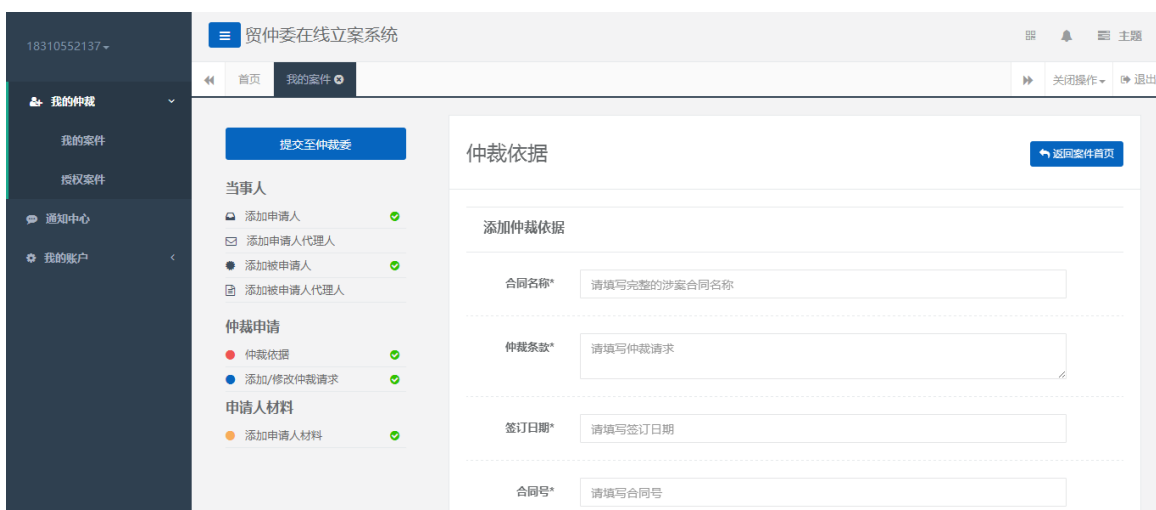 18310552137
贸仲委在线立案系统
主题
首页
我的案件
关闭操作
退出
我的仲裁
我的案件
授权案件
通知中心
我的账户
提交至仲裁委
当事人
添加申请人
添加申请人代理人
添加被申请人
添加被申请人代理人
仲裁申请
仲裁依据
添加/修改仲裁请求
申请人材料
添加申请人材料
仲裁依据
返回案件首页
添加仲裁依据
合同名称* 请填写完整的涉案合同名称
仲裁条款* 请填写仲裁请求
签订日期* 请填写签订日期
合同号* 请填写合同号